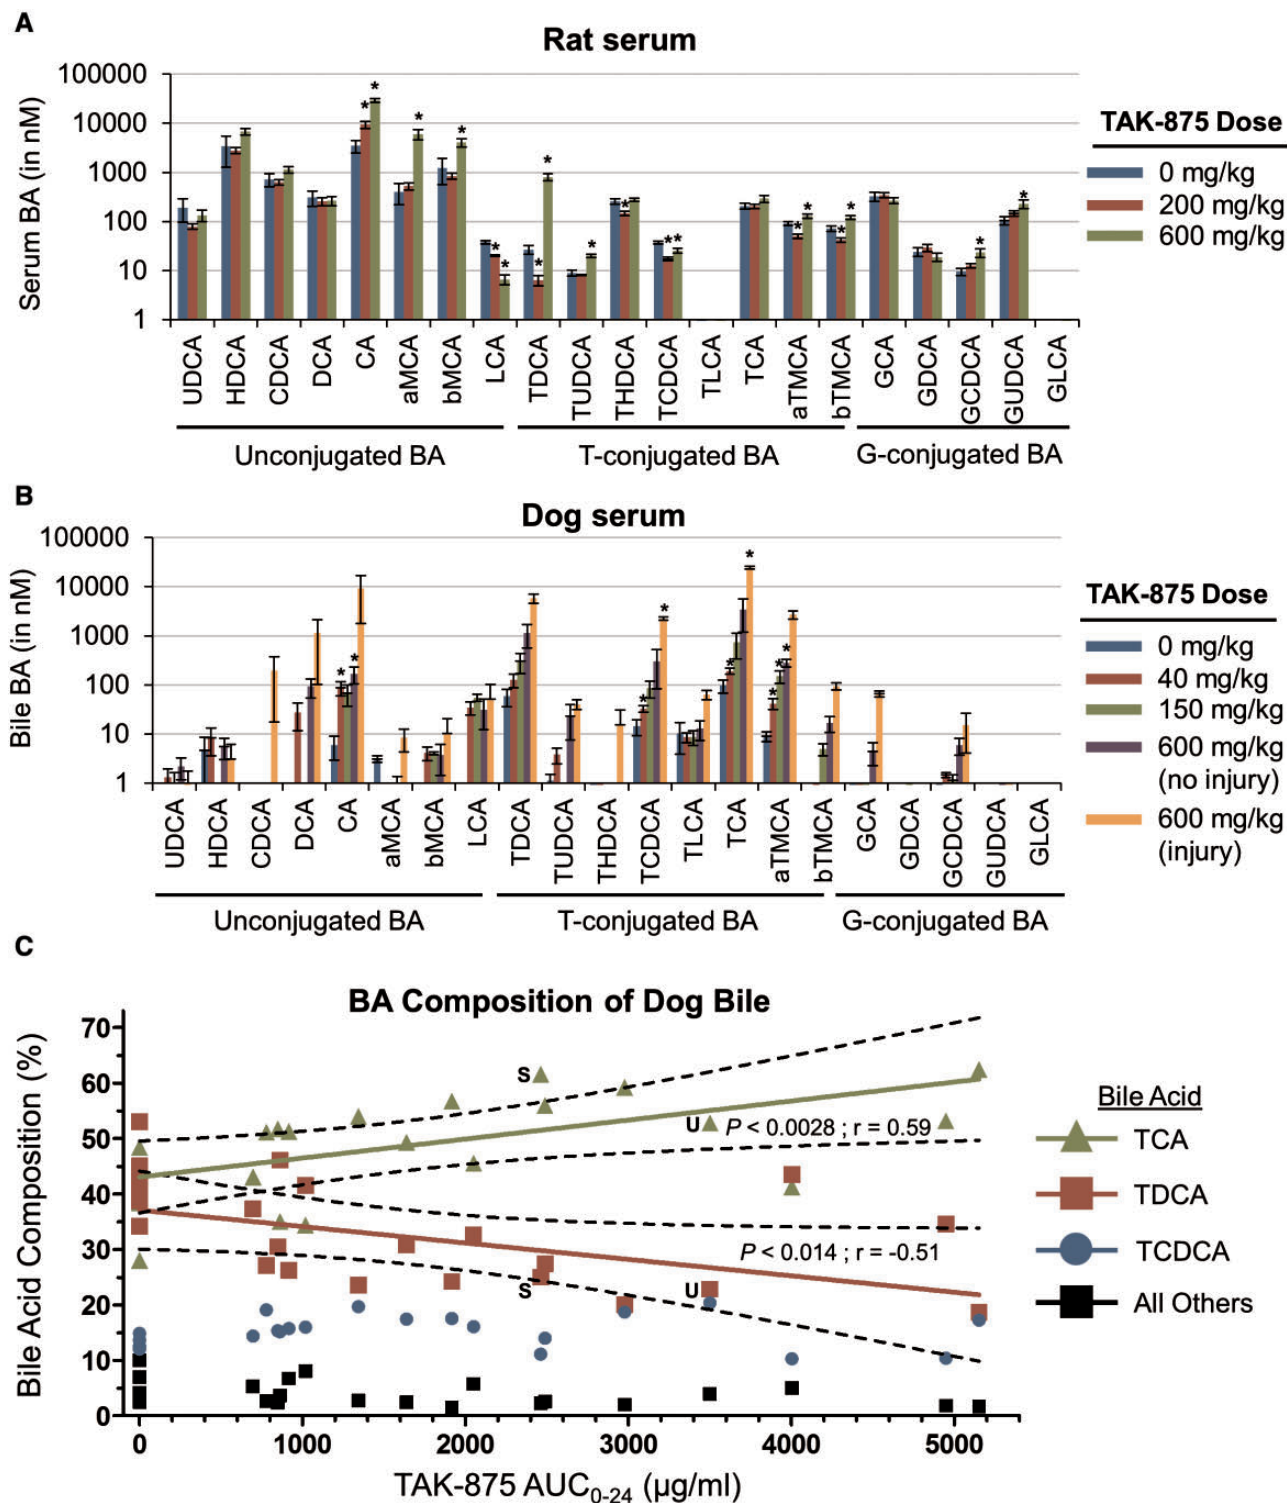 A
Rat serum
Serum BA (in nM)
100000
10000
1000
100
10
1
* * * * * * * * * * * * * * * * * *
UDCA HDCA CDCA DCA CA aMCA bMCA LCA TDCA TUDCA THDCA TCDCA TLCA TCA aTMCA bTMCA GCA GDCA GCDCA GUDCA GLCA
Unconjugated BA T-conjugated BA G-conjugated BA
TAK-875 Dose
0 mg/kg
200 mg/kg
600 mg/kg
B
Dog serum
Bile BA (in nM)
100000
10000
1000
100
10
1
* * * * * * * * *
UDCA HDCA CDCA DCA CA aMCA bMCA LCA TDCA TUDCA THDCA TCDCA TLCA TCA aTMCA bTMCA GCA GDCA GCDCA GUDCA GLCA
Unconjugated BA T-conjugated BA G-conjugated BA
TAK-875 Dose
0 mg/kg
40 mg/kg
150 mg/kg
600 mg/kg
(no injury)
600 mg/kg
(injury)
C
BA Composition of Dog Bile
Bile Acid Composition (%)
70
60
50
40
30
20
10
0
S
U
P < 0.0028 ; r = 0.59
P < 0.014 ; r = -0.51
S
U
0 1000 2000 3000 4000 5000
TAK-875 AUC0-24 (µg/ml)
Bile Acid
TCA
TDCA
TCDCA
All Others